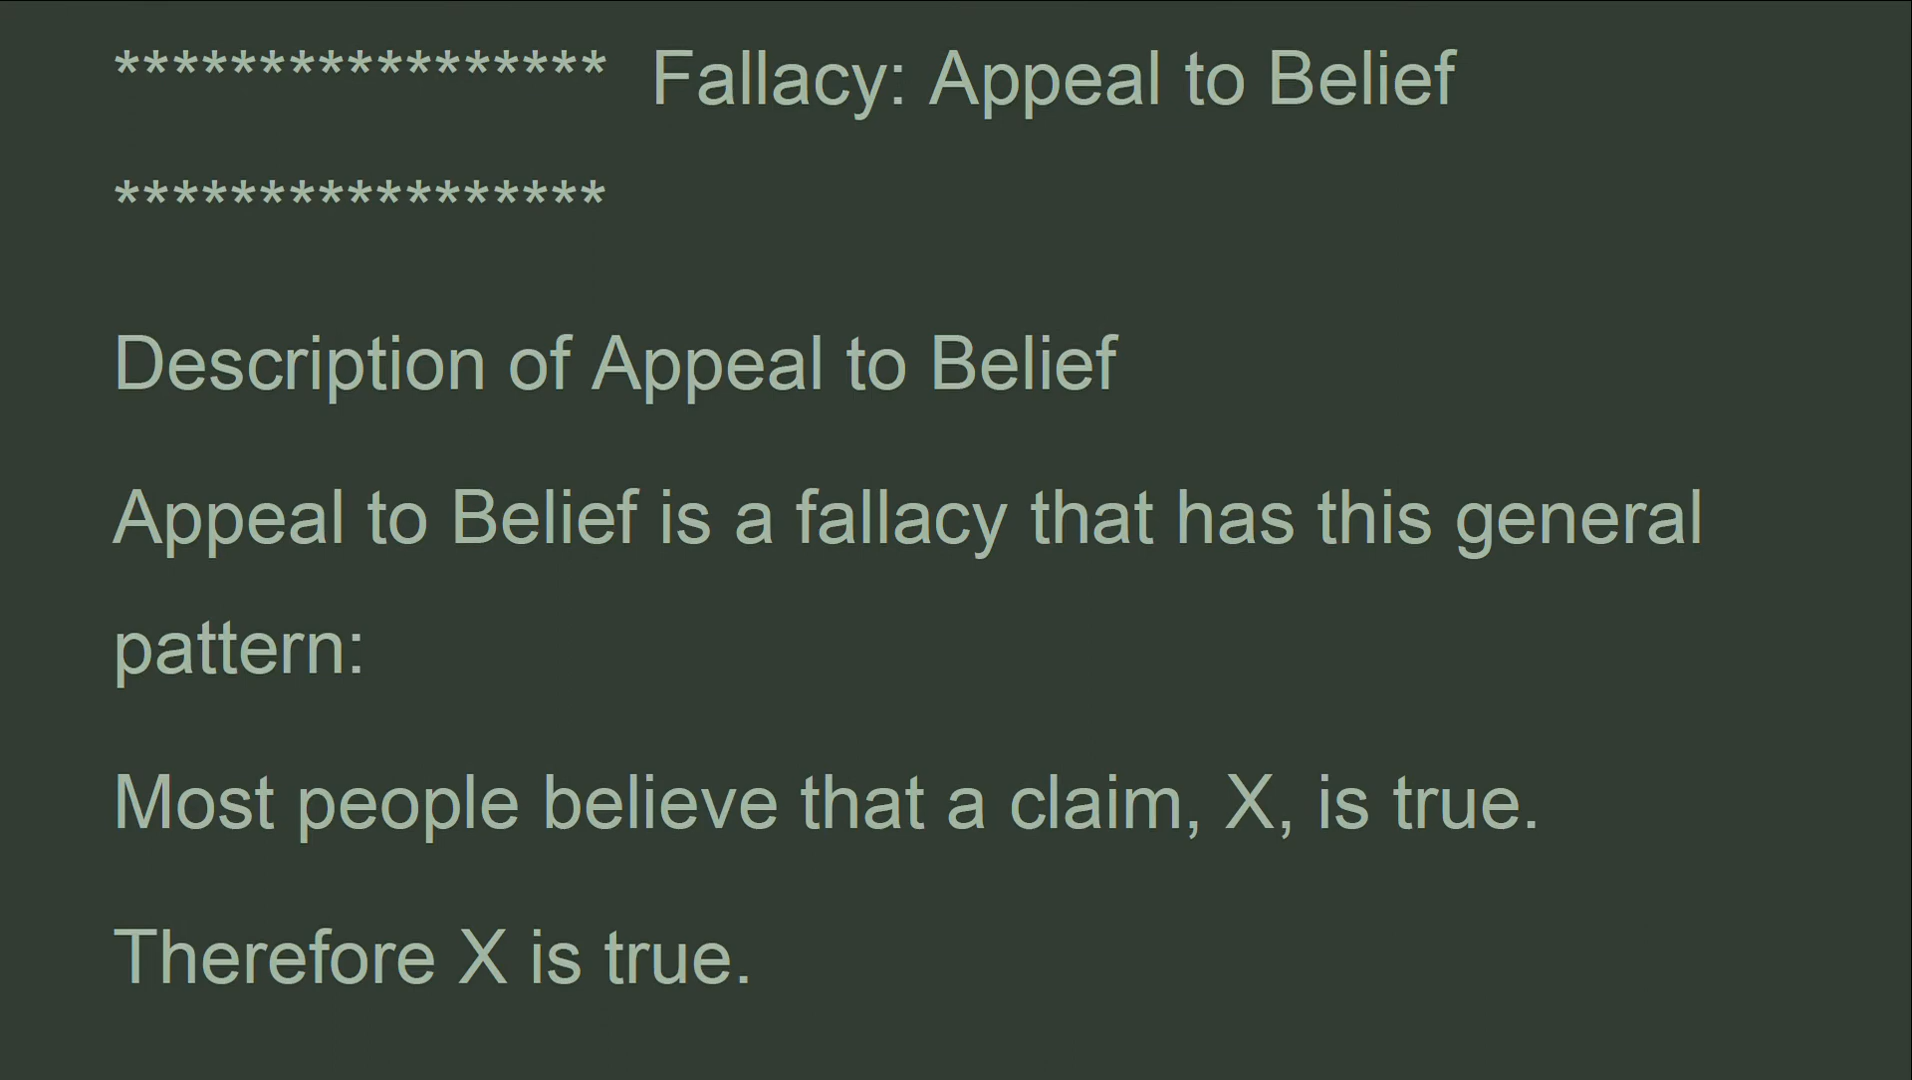 ***************** Fallacy: Appeal to Belief
*****************
Description of Appeal to Belief
Appeal to Belief is a fallacy that has this general
pattern:
Most people believe that a claim, X, is true.
Therefore X is true.